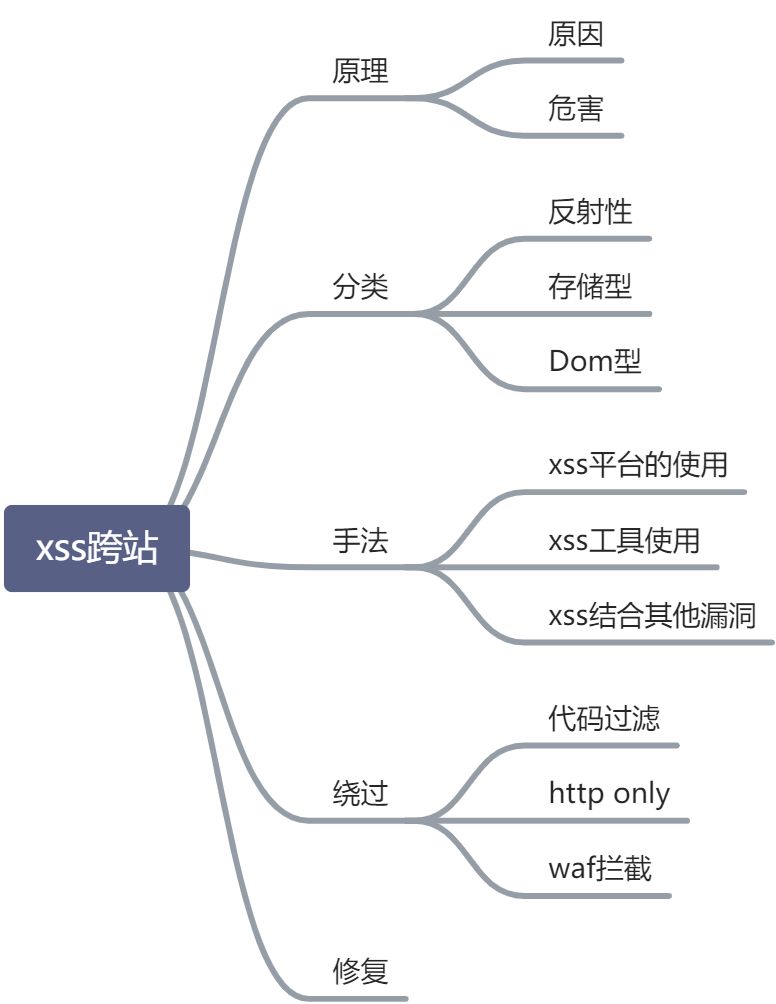 xss跨站
原理
原因
危害
分类
反射性
存储型
Dom型
手法
xss平台的使用
xss工具使用
xss结合其他漏洞
绕过
代码过滤
http only
waf拦截
修复